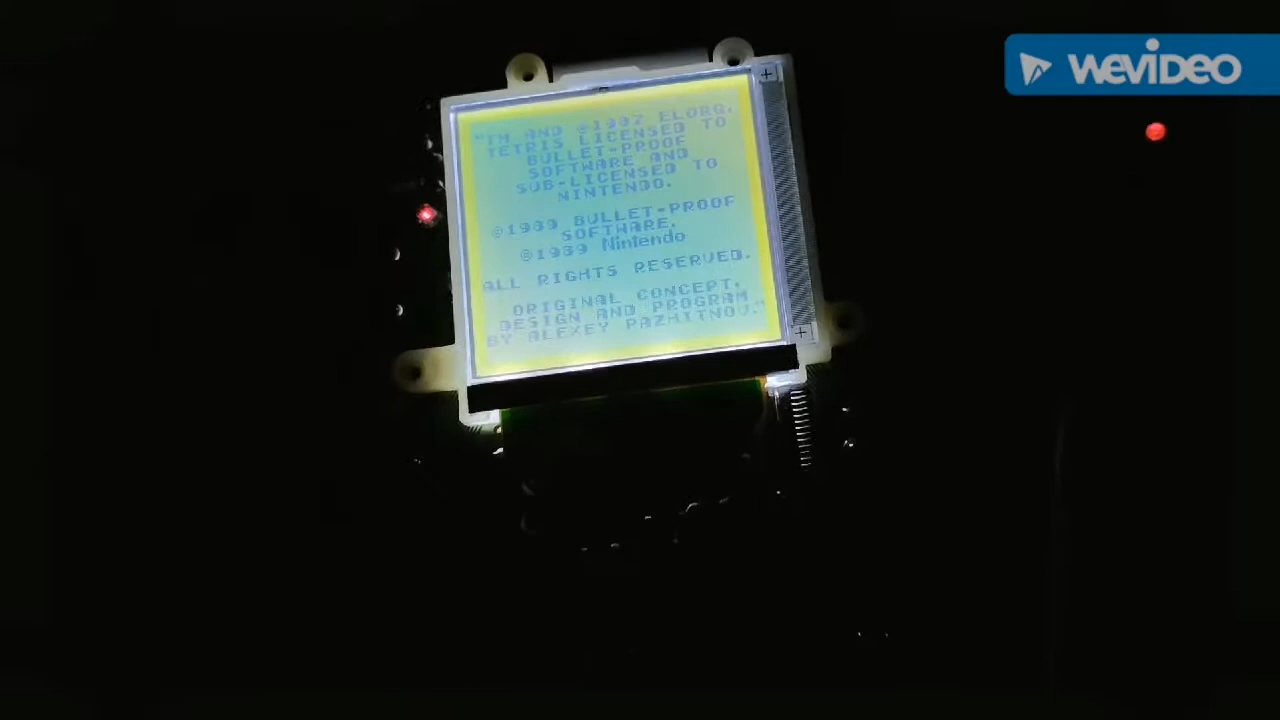 WEVIDEO
"TM AND ©1987 ELORG.
TETRIS LICENSED TO
BULLET-PROOF
SOFTWARE AND
SUB-LICENSED TO
NINTENDO.
©1989 BULLET-PROOF
SOFTWARE.
©1989 Nintendo
ALL RIGHTS RESERVED.
ORIGINAL CONCEPT,
DESIGN AND PROGRAM
BY ALEXEY PAZHITNOV."